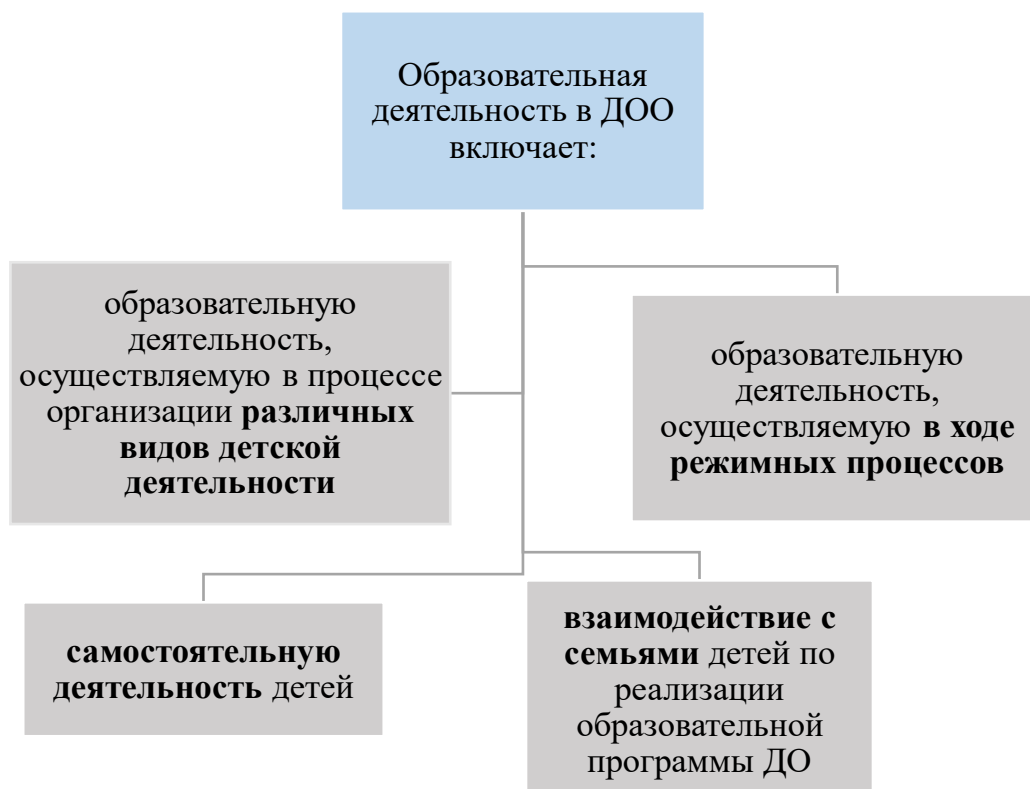 Образовательная
деятельность в ДОО
включает:
образовательную
деятельность,
осуществляемую в процессе
организации различных
видов детской
деятельности
образовательную
деятельность,
осуществляемую в ходе
режимных процессов
самостоятельную
деятельность детей
взаимодействие с
семьями детей по
реализации
образовательной
программы ДО